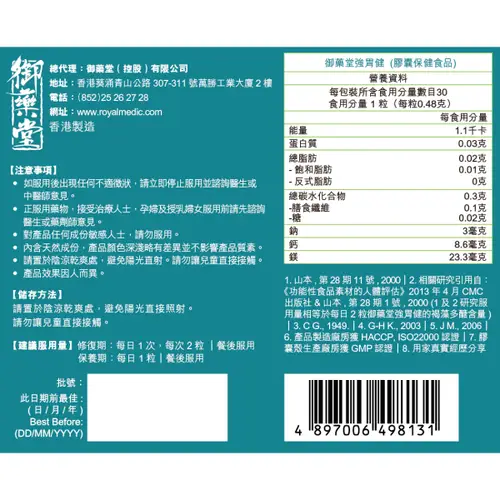 御藥堂
總代理：御藥堂（控股）有限公司
地址：香港葵涌青山公路 307-311 號萬勝工業大廈 2 樓
電話：(852)25 26 27 28
網址：www.royalmedic.com
香港製造
【注意事項】
• 如服用後出現任何不適徵狀，請立即停止服用並諮詢醫生或
中醫師意見。
• 正服用藥物，接受治療人士，孕婦及授乳婦女服用前請先諮詢
醫生或藥師意見。
• 對產品任何成份敏感人士，請勿服用。
• 內含天然成份，產品顏色深淺略有差異並不影響產品質素。
• 請置於陰涼乾爽處，避免陽光直射。請勿讓兒童直接接觸。
• 產品效果因人而異。
【儲存方法】
請置於陰涼乾爽處，避免陽光直接照射。
請勿讓兒童直接接觸。
【建議服用量】修復期：每日 1 次，每次 2 粒 ｜餐後服用
保養期：每日 1 粒｜餐後服用
批號：
此日期前最佳：
(日 / 月 / 年)
Best Before:
(DD/MM/YYYY)
御藥堂強胃健 (膠囊保健食品)
營養資料
每包裝所含食用分量數目30
食用分量 1 粒（每粒0.48克）
每食用分量
能量 1.1千卡
蛋白質 0.03克
總脂肪 0.02克
- 飽和脂肪 0.01克
- 反式脂肪 0克
總碳水化合物 0.3克
-膳食纖維 0.1克
-糖 0.02克
鈉 3毫克
鈣 8.6毫克
鎂 23.3毫克
1. 山本 , 第 28 期 11 號 , 2000｜2. 相關研究引用自：
《功能性食品素材的人體評估》2013 年 4 月 CMC
出版社 & 山本 , 第 28 期 1 號 , 2000 (1 及 2 研究服
用量相等於每日 2 粒御藥堂強胃健的褐藻多醣含量 )
｜3. C G., 1949.｜4. G-H K., 2003｜5. J M., 2006｜
6. 產品製造廠房獲 HACCP, ISO22000 認證｜7. 膠
囊殼生產廠房獲 GMP 認證｜8. 用家真實經歷分享
4 897006 498131